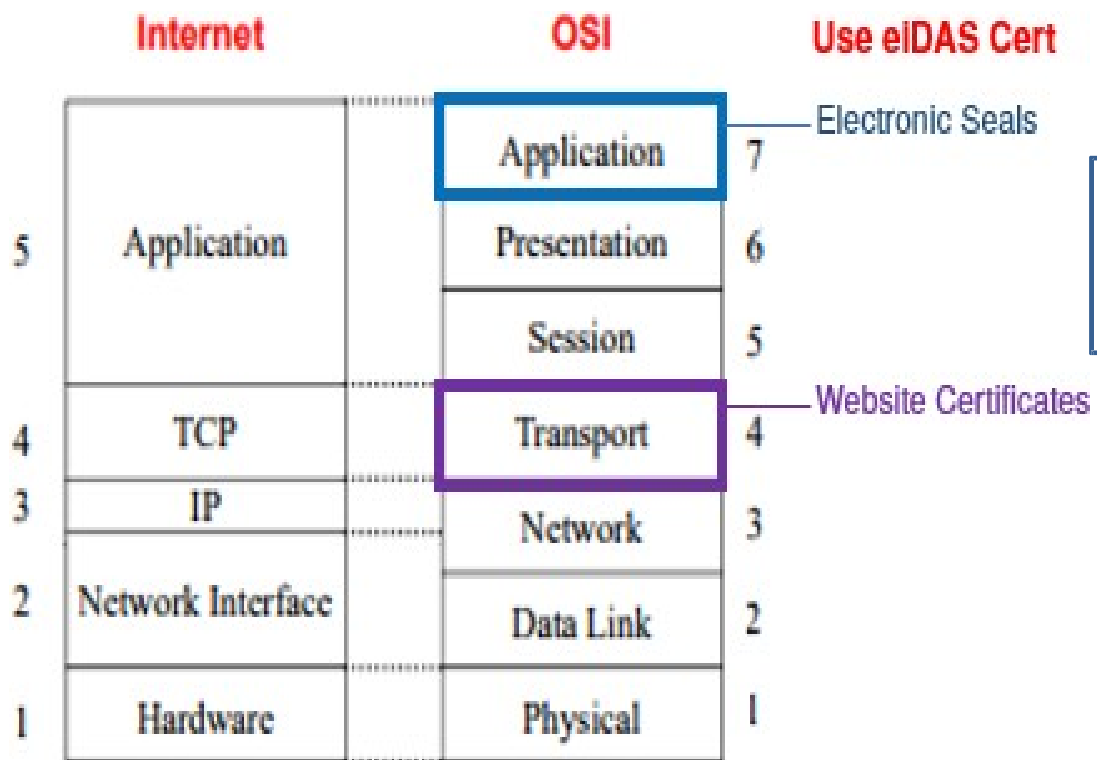 Internet OSI Use eiDAS Cert
Electronic Seals
Application 7
5 Application Presentation 6
Session 5
Website Certificates
4 TCP Transport 4
3 IP
Network 3
2 Network Interface
Data Link 2
1 Hardware Physical 1